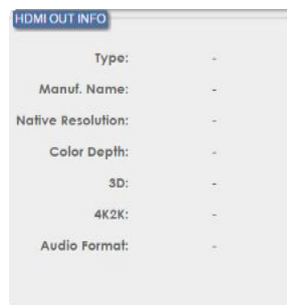 HDMI OUT INFO
Type: -
Manuf. Name: -
Native Resolution: -
Color Depth: -
3D: -
4K2K: -
Audio Format: -